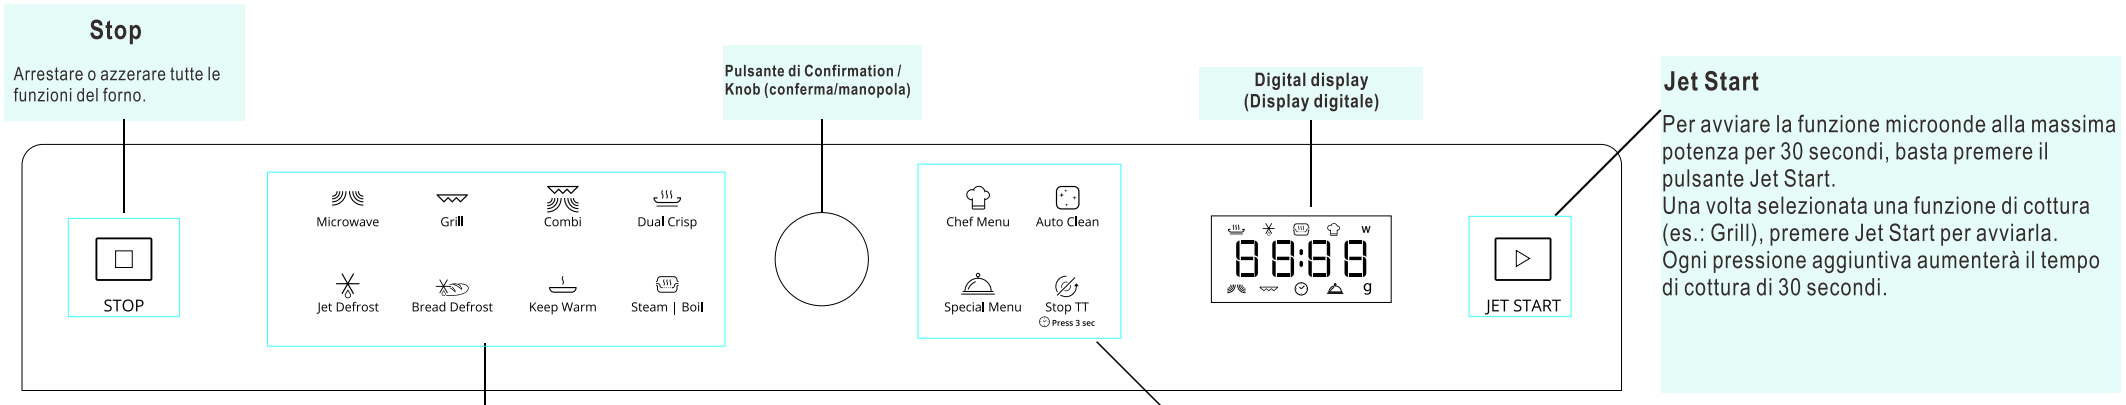 Stop
Arrestare o azzerare tutte le
funzioni del forno.
Pulsante di Confirmation /
Knob (conferma/manopola)
Digital display
(Display digitale)
Jet Start
Per avviare la funzione microonde alla massima
potenza per 30 secondi, basta premere il
pulsante Jet Start.
Una volta selezionata una funzione di cottura
(es.: Grill), premere Jet Start per avviarla.
Ogni pressione aggiuntiva aumenterà il tempo
di cottura di 30 secondi.
STOP
Microwave
Grill
Combi
Dual Crisp
Jet Defrost
Bread Defrost
Keep Warm
Steam | Boil
Chef Menu
Auto Clean
Special Menu
Stop TT
Press 3 sec
W
88:88
g
JET START